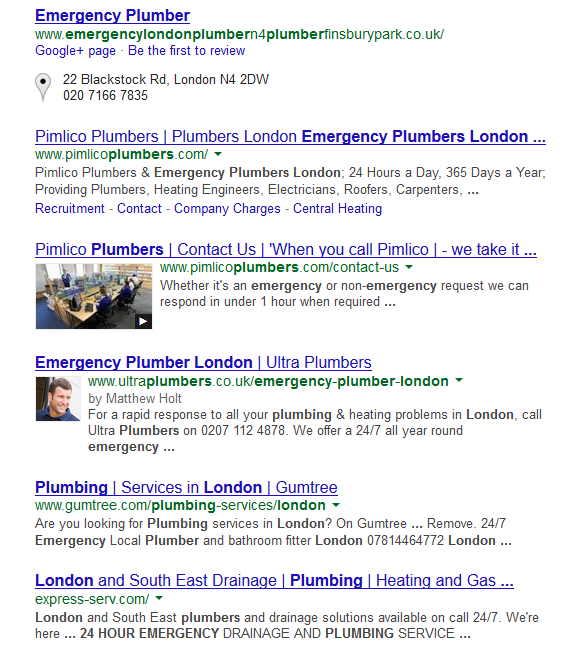 Emergency Plumber
www.emergencylondonplumbern4plumberfinsburypark.co.uk/
Google+ page · Be the first to review
22 Blackstock Rd, London N4 2DW
020 7166 7835
Pimlico Plumbers | Plumbers London Emergency Plumbers London ...
www.pimlicoplumbers.com/
Pimlico Plumbers & Emergency Plumbers London; 24 Hours a Day, 365 Days a Year;
Providing Plumbers, Heating Engineers, Electricians, Roofers, Carpenters, ...
Recruitment - Contact - Company Charges - Central Heating
Pimlico Plumbers | Contact Us | 'When you call Pimlico | - we take it ...
www.pimlicoplumbers.com/contact-us
Whether it's an emergency or non-emergency request we can
respond in under 1 hour when required ...
Emergency Plumber London | Ultra Plumbers
www.ultraplumbers.co.uk/emergency-plumber-london
by Matthew Holt
For a rapid response to all your plumbing & heating problems in London, call
Ultra Plumbers on 0207 112 4878. We offer a 24/7 all year round
emergency ...
Plumbing | Services in London | Gumtree
www.gumtree.com/plumbing-services/london
Are you looking for Plumbing services in London? On Gumtree ... Remove. 24/7
Emergency Local Plumber and bathroom fitter London 07814464772 London ...
London and South East Drainage | Plumbing | Heating and Gas ...
express-serv.com/
London and South East plumbers and drainage solutions available on call 24/7. We're
here ... 24 HOUR EMERGENCY DRAINAGE AND PLUMBING SERVICE ...